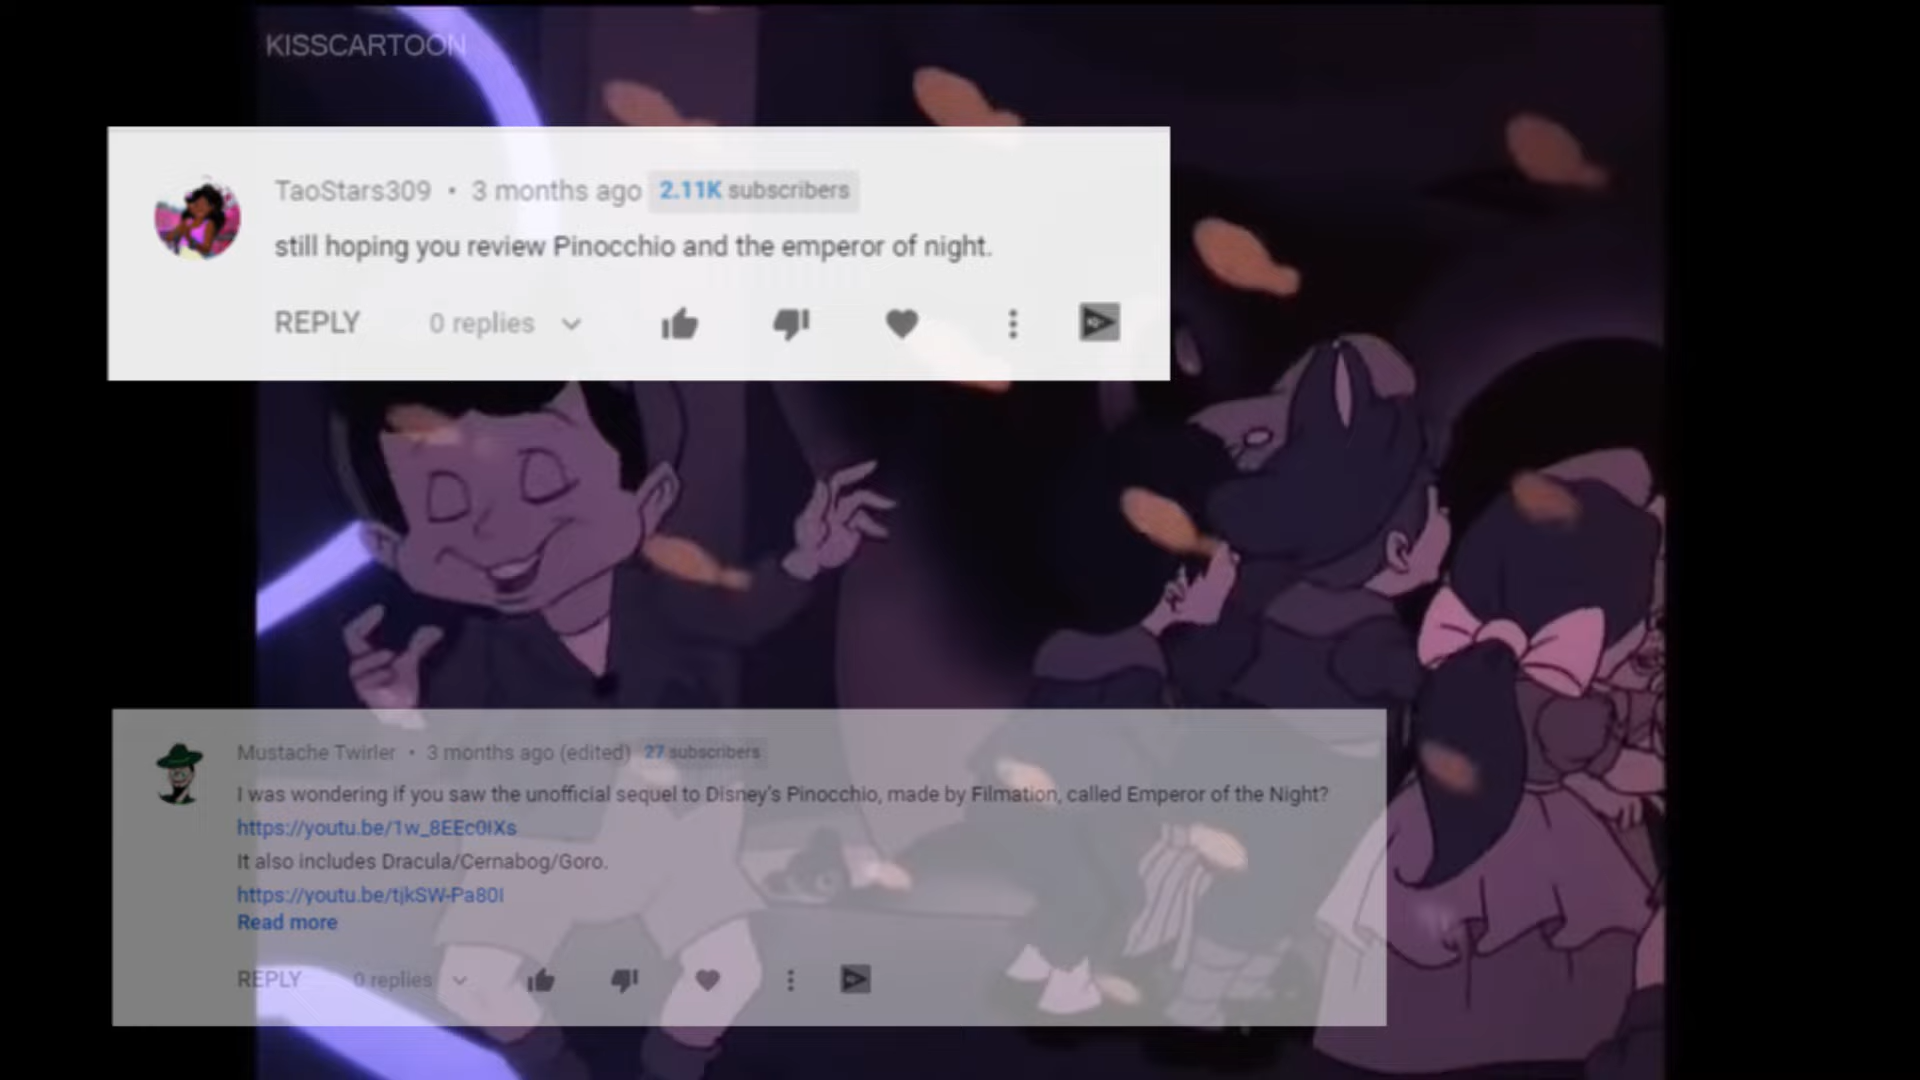 KISSCARTOON
TaoStars309 • 3 months ago 2.11K subscribers
still hoping you review Pinocchio and the emperor of night.
REPLY 0 replies
Mustache Twirler • 3 months ago (edited) 27 subscribers
I was wondering if you saw the unofficial sequel to Disney's Pinocchio, made by Filmation, called Emperor of the Night?
https://youtu.be/1w_8EEc0IXs
It also includes Dracula/Cernabog/Goro.
https://youtu.be/tjkSW-Pa80I
Read more
REPLY 0 replies